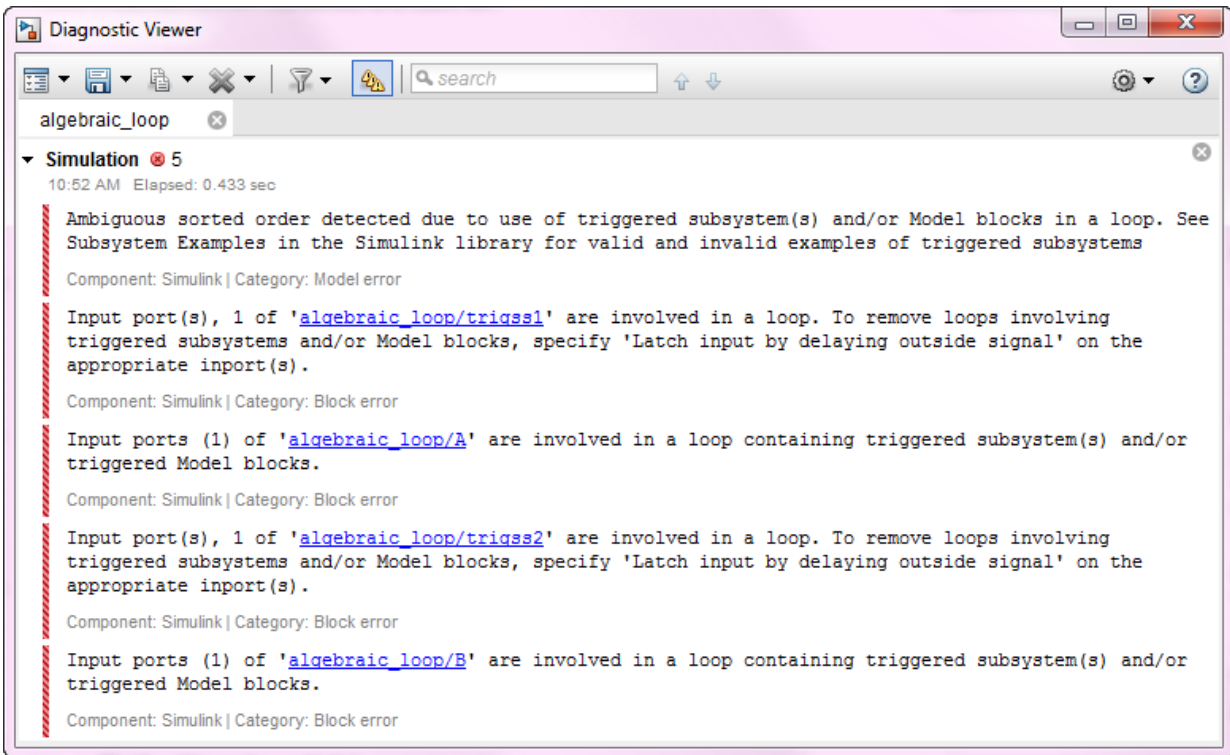 Diagnostic Viewer
search
algebraic_loop
Simulation 5
10:52 AM Elapsed: 0.433 sec
Ambiguous sorted order detected due to use of triggered subsystem(s) and/or Model blocks in a loop. See
Subsystem Examples in the Simulink library for valid and invalid examples of triggered subsystems
Component: Simulink | Category: Model error
Input port(s), 1 of 'algebraic_loop/trigss1' are involved in a loop. To remove loops involving
triggered subsystems and/or Model blocks, specify 'Latch input by delaying outside signal' on the
appropriate inport(s).
Component: Simulink | Category: Block error
Input ports (1) of 'algebraic_loop/A' are involved in a loop containing triggered subsystem(s) and/or
triggered Model blocks.
Component: Simulink | Category: Block error
Input port(s), 1 of 'algebraic_loop/trigss2' are involved in a loop. To remove loops involving
triggered subsystems and/or Model blocks, specify 'Latch input by delaying outside signal' on the
appropriate inport(s).
Component: Simulink | Category: Block error
Input ports (1) of 'algebraic_loop/B' are involved in a loop containing triggered subsystem(s) and/or
triggered Model blocks.
Component: Simulink | Category: Block error